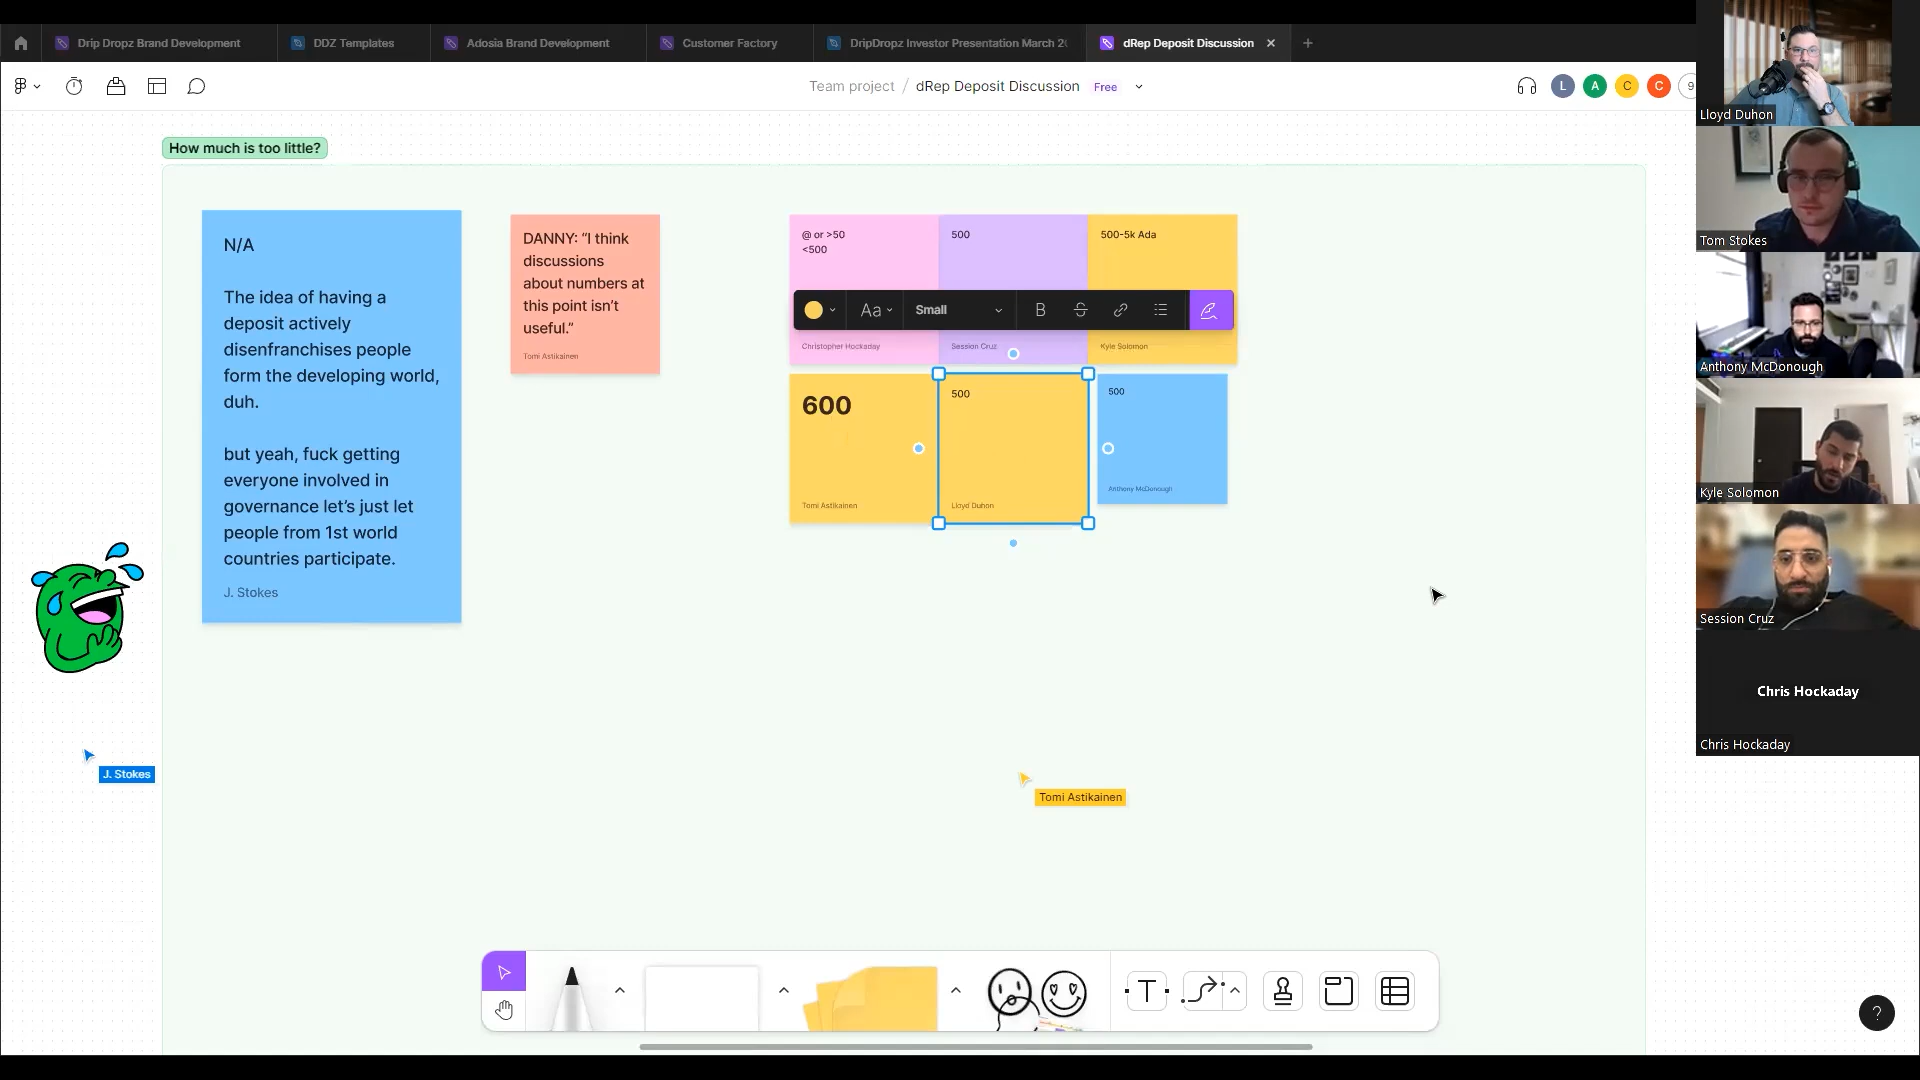 Drip Dropz Brand Development
DDZ Templates
Adosia Brand Development
Customer Factory
DripDropz Investor Presentation March 20
dRep Deposit Discussion
Team project / dRep Deposit Discussion Free
L
A
C
C
9
How much is too little?
N/A
The idea of having a
deposit actively
disenfranchises people
form the developing world,
duh.
but yeah, fuck getting
everyone involved in
governance let's just let
people from 1st world
countries participate.
J. Stokes
DANNY: “I think
discussions
about numbers at
this point isn't
useful.”
Tomi Astikainen
@ or >50
<500
Christopher Hockaday
500
Session Cruz
500-5k Ada
Kyle Solomon
Aa
Small
B
S
600
Tomi Astikainen
500
Lloyd Duhon
500
Anthony McDonough
J. Stokes
Tomi Astikainen
T
?
Lloyd Duhon
Tom Stokes
Anthony McDonough
Kyle Solomon
Session Cruz
Chris Hockaday
Chris Hockaday